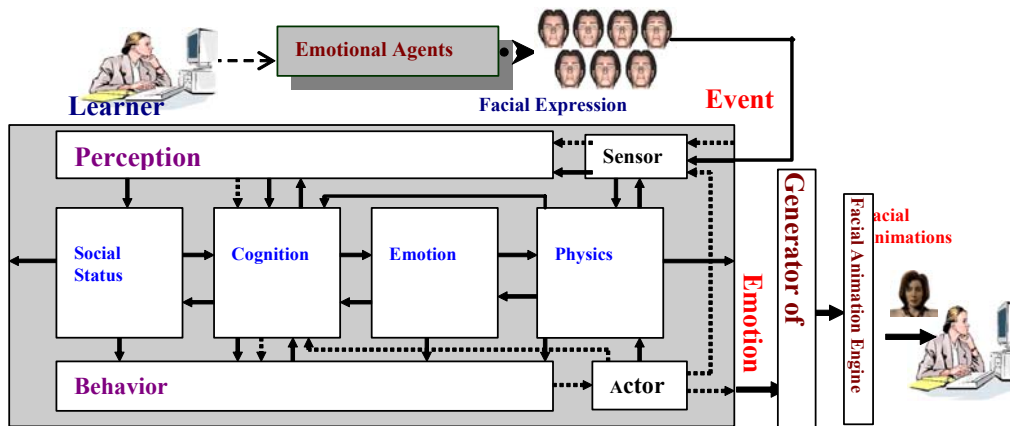 Emotional Agents
Learner
Facial Expression
Event
Perception
Sensor
Social
Status
Cognition
Emotion
Physics
Behavior
Actor
Emotion
Generator of
Facial Animation Engine
acial
nimations